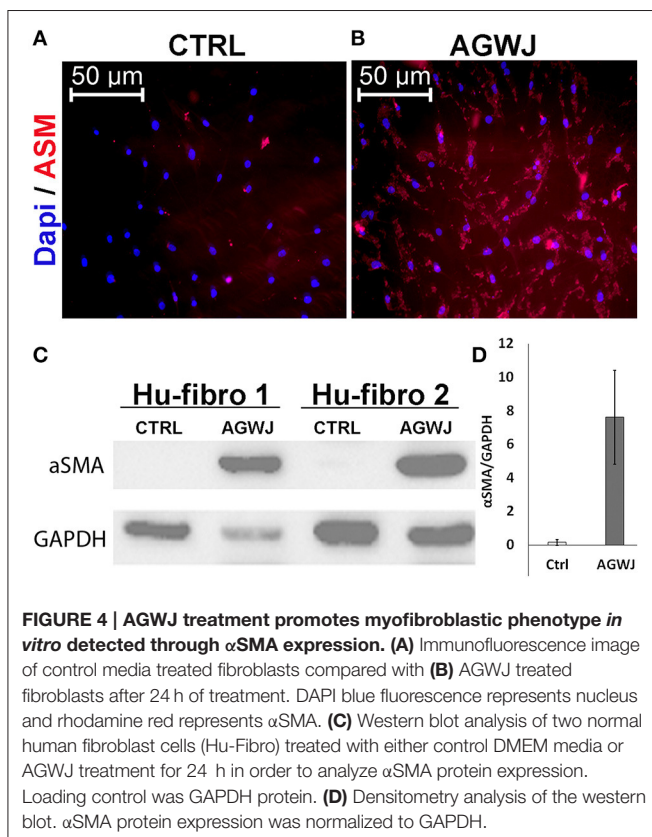 A CTRL B AGWJ
50 µm 50 µm
Dapi / ASM
C D
Hu-fibro 1 Hu-fibro 2
CTRL AGWJ CTRL AGWJ
aSMA
GAPDH
αSMA/GAPDH
12
10
8
6
4
2
0
Ctrl AGWJ
FIGURE 4 | AGWJ treatment promotes myofibroblastic phenotype in
vitro detected through αSMA expression. (A) Immunofluorescence image
of control media treated fibroblasts compared with (B) AGWJ treated
fibroblasts after 24 h of treatment. DAPI blue fluorescence represents nucleus
and rhodamine red represents αSMA. (C) Western blot analysis of two normal
human fibroblast cells (Hu-Fibro) treated with either control DMEM media or
AGWJ treatment for 24 h in order to analyze αSMA protein expression.
Loading control was GAPDH protein. (D) Densitometry analysis of the western
blot. αSMA protein expression was normalized to GAPDH.